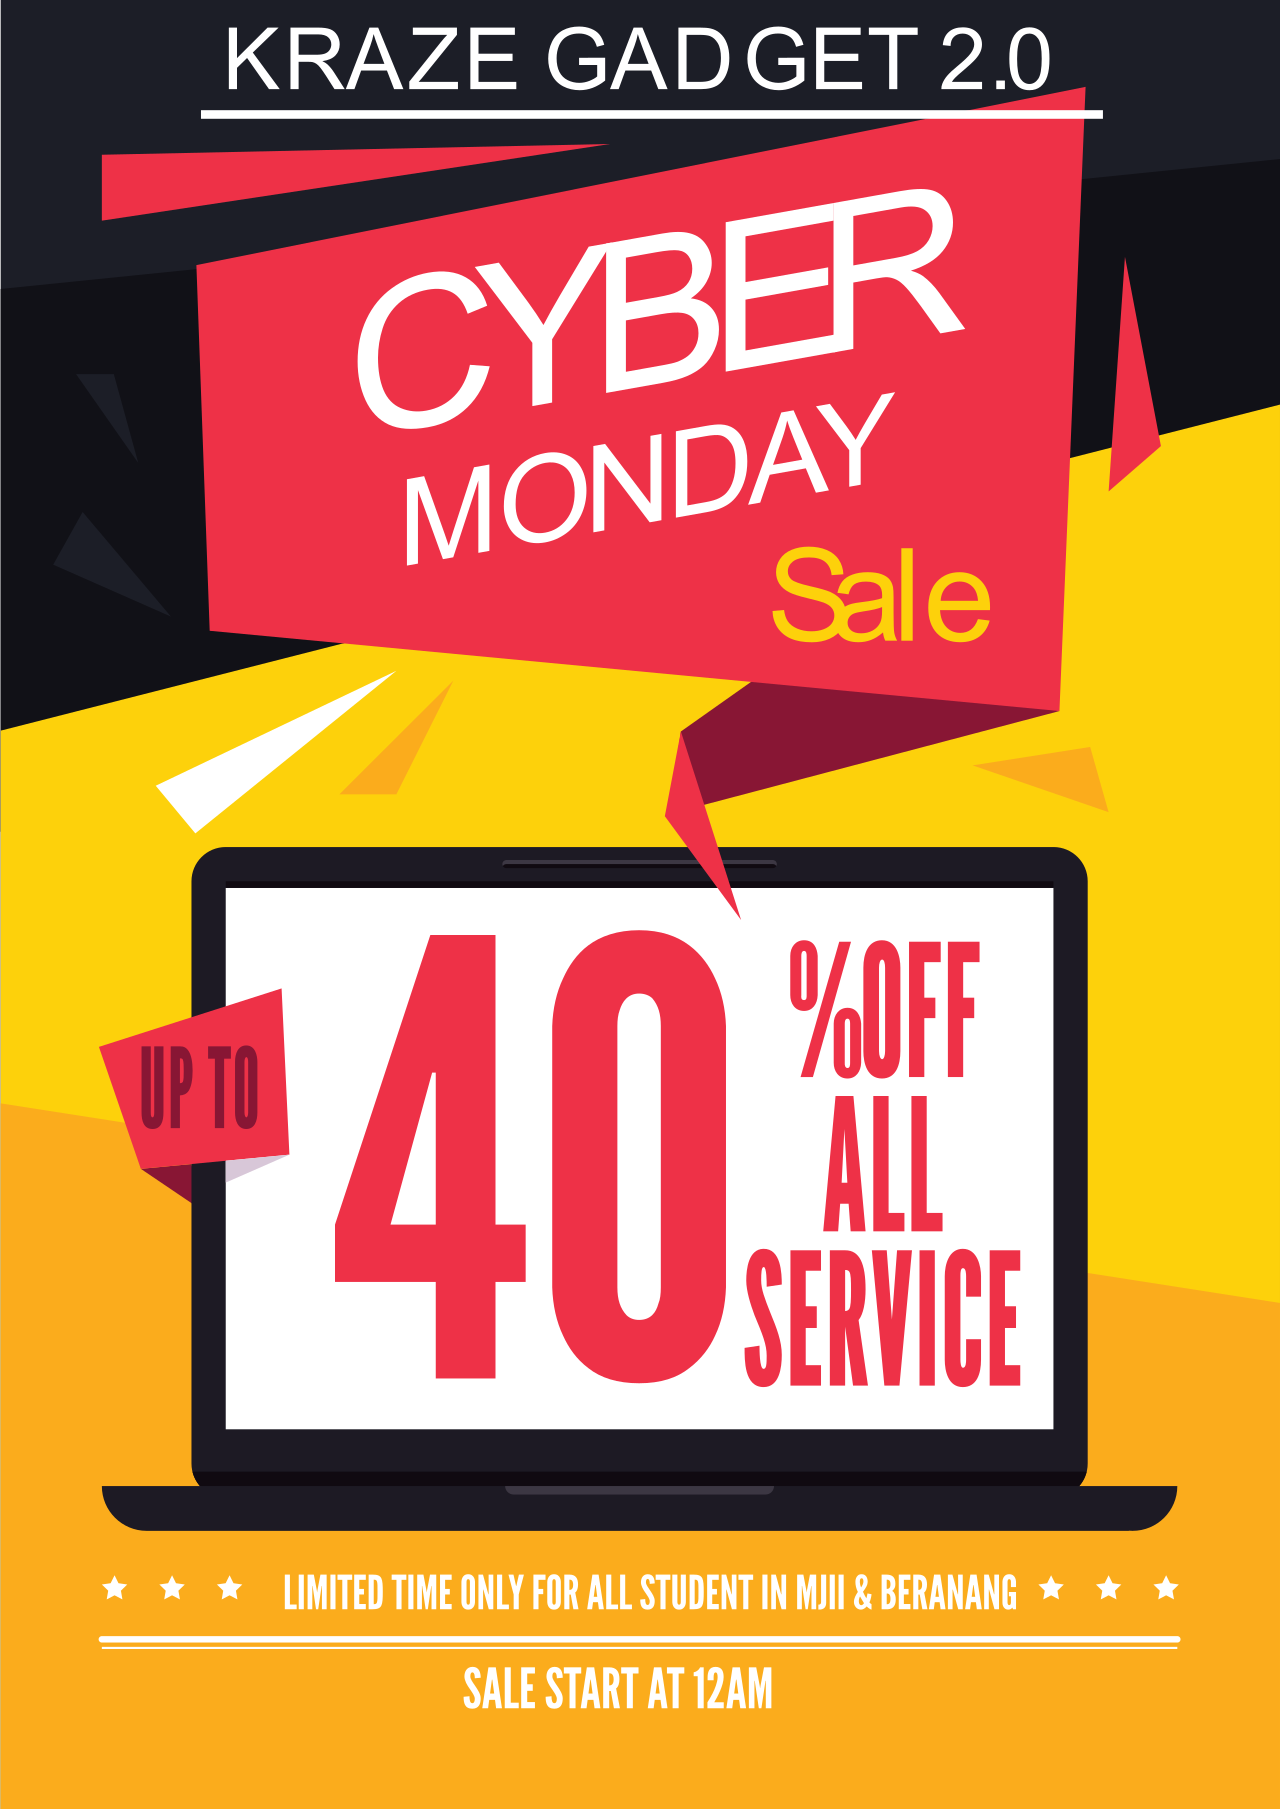 KRAZE GADGET 2.0
CYBER
MONDAY
Sale
UP TO
40
%OFF
ALL
SERVICE
LIMITED TIME ONLY FOR ALL STUDENT IN MJII & BERANANG
SALE START AT 12AM